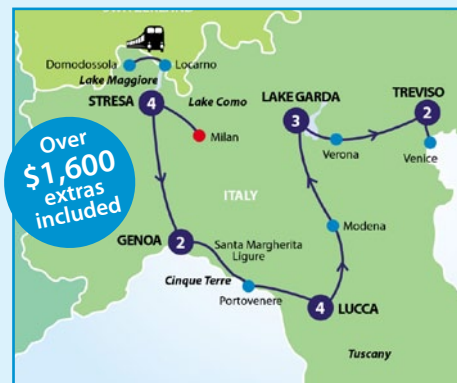 SWITZERLAND
Domodossola
Locarno
Lake Maggiore
STRESA
4
Lake Como
Milan
LAKE GARDA
3
TREVISO
2
Verona
Venice
Over
$1,600
extras
included
ITALY
Modena
GENOA
2
Santa Margherita
Ligure
Cinque Terre
Portovenere
4
LUCCA
Tuscany